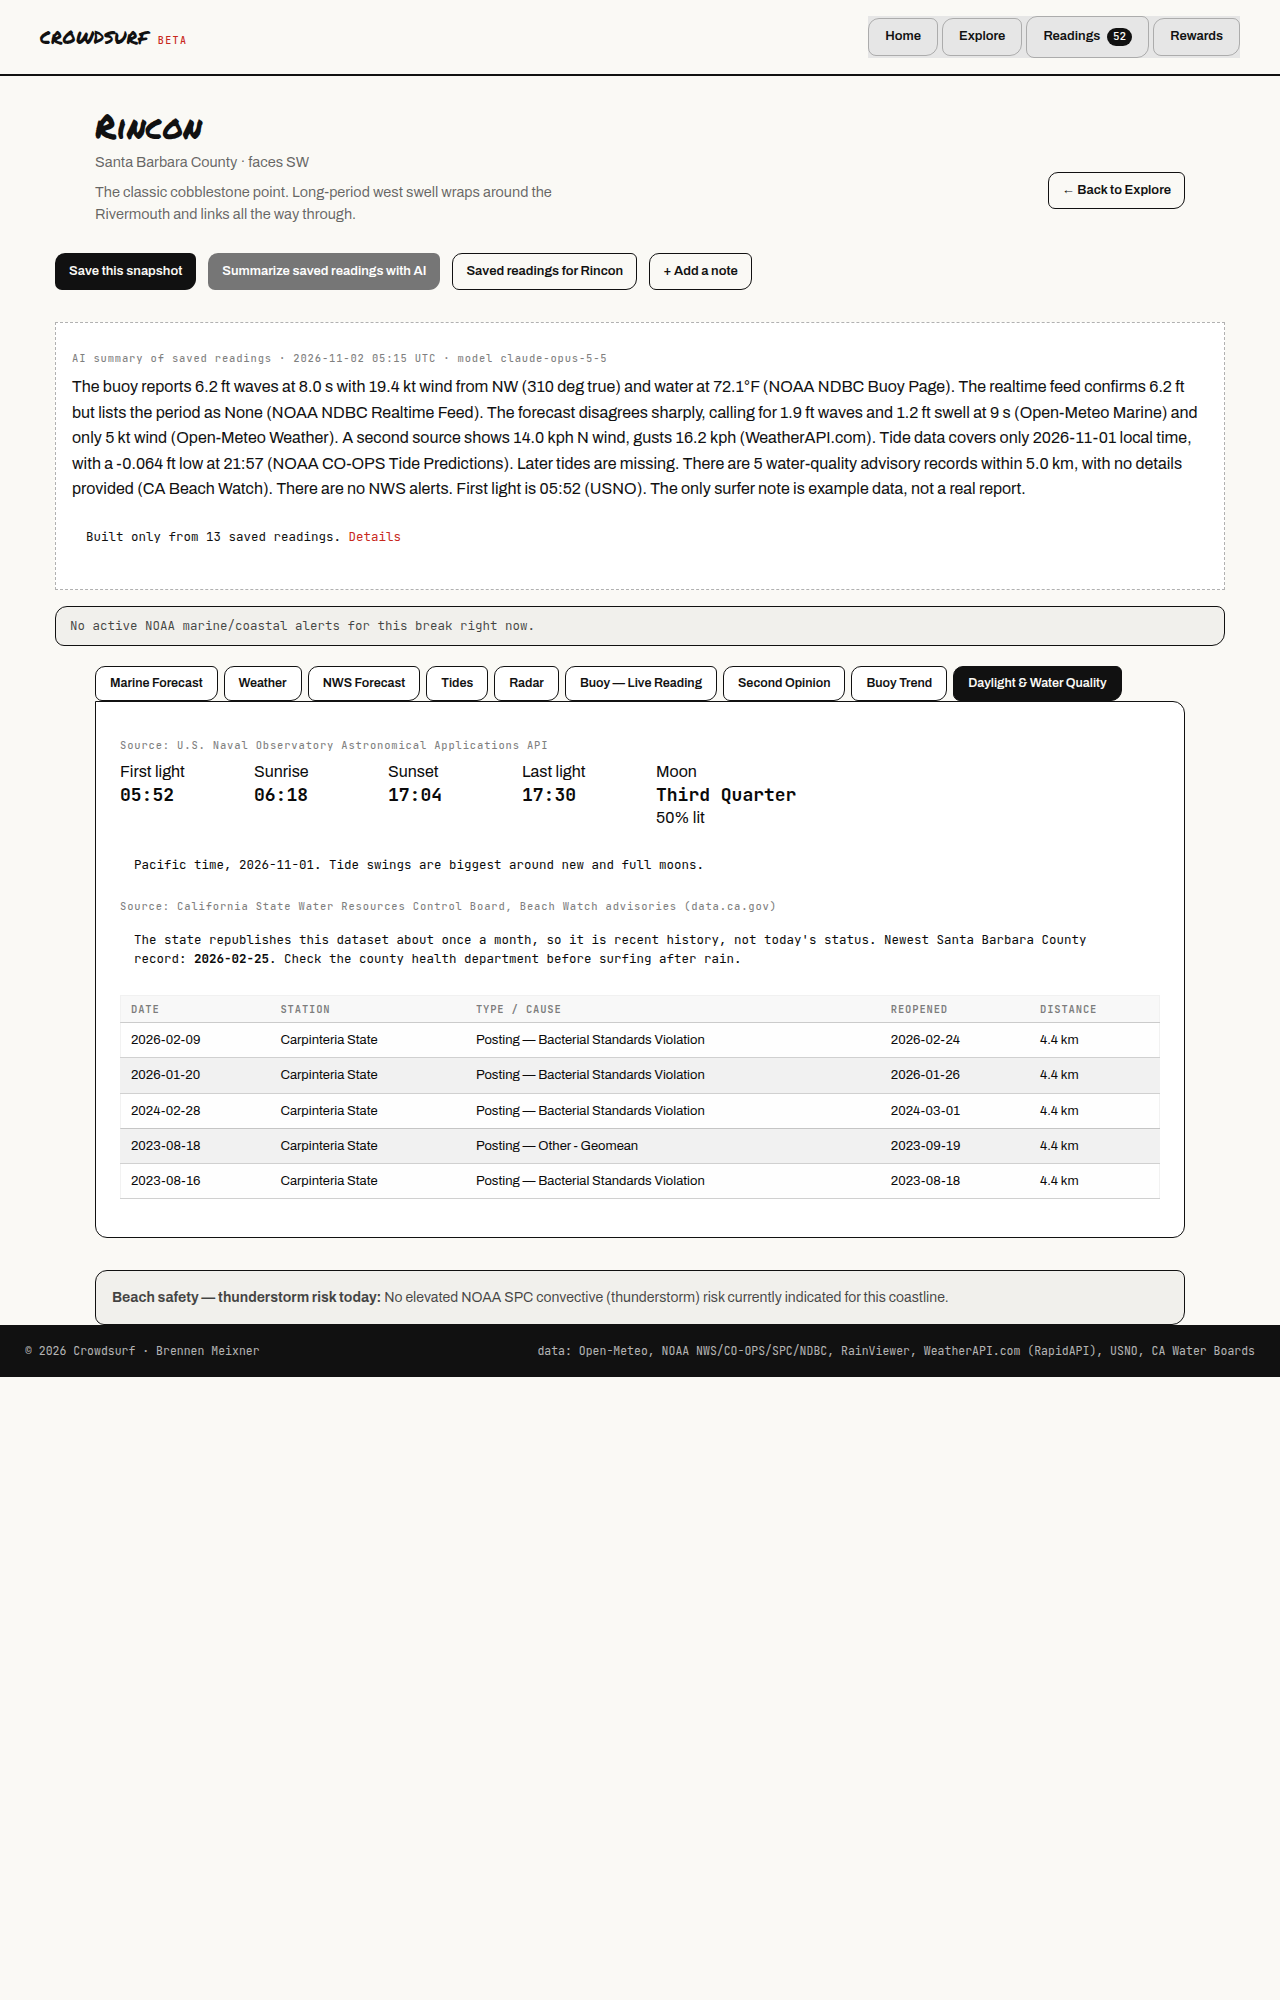 CROWDSURF BETA
Home Explore Readings 52 Rewards
Rincon
Santa Barbara County · faces SW
The classic cobblestone point. Long-period west swell wraps around the
Rivermouth and links all the way through.
← Back to Explore
Save this snapshot Summarize saved readings with AI Saved readings for Rincon + Add a note
AI summary of saved readings · 2026-11-02 05:15 UTC · model claude-opus-5-5
The buoy reports 6.2 ft waves at 8.0 s with 19.4 kt wind from NW (310 deg true) and water at 72.1°F (NOAA NDBC Buoy Page). The realtime feed confirms 6.2 ft
but lists the period as None (NOAA NDBC Realtime Feed). The forecast disagrees sharply, calling for 1.9 ft waves and 1.2 ft swell at 9 s (Open-Meteo Marine) and
only 5 kt wind (Open-Meteo Weather). A second source shows 14.0 kph N wind, gusts 16.2 kph (WeatherAPI.com). Tide data covers only 2026-11-01 local time,
with a -0.064 ft low at 21:57 (NOAA CO-OPS Tide Predictions). Later tides are missing. There are 5 water-quality advisory records within 5.0 km, with no details
provided (CA Beach Watch). There are no NWS alerts. First light is 05:52 (USNO). The only surfer note is example data, not a real report.
Built only from 13 saved readings. Details
No active NOAA marine/coastal alerts for this break right now.
Marine Forecast Weather NWS Forecast Tides Radar Buoy — Live Reading Second Opinion Buoy Trend Daylight & Water Quality
Source: U.S. Naval Observatory Astronomical Applications API
First light Sunrise Sunset Last light Moon
05:52 06:18 17:04 17:30 Third Quarter
50% lit
Pacific time, 2026-11-01. Tide swings are biggest around new and full moons.
Source: California State Water Resources Control Board, Beach Watch advisories (data.ca.gov)
The state republishes this dataset about once a month, so it is recent history, not today's status. Newest Santa Barbara County
record: 2026-02-25. Check the county health department before surfing after rain.
DATE STATION TYPE / CAUSE REOPENED DISTANCE
2026-02-09 Carpinteria State Posting — Bacterial Standards Violation 2026-02-24 4.4 km
2026-01-20 Carpinteria State Posting — Bacterial Standards Violation 2026-01-26 4.4 km
2024-02-28 Carpinteria State Posting — Bacterial Standards Violation 2024-03-01 4.4 km
2023-08-18 Carpinteria State Posting — Other - Geomean 2023-09-19 4.4 km
2023-08-16 Carpinteria State Posting — Bacterial Standards Violation 2023-08-18 4.4 km
Beach safety — thunderstorm risk today: No elevated NOAA SPC convective (thunderstorm) risk currently indicated for this coastline.
© 2026 Crowdsurf · Brennen Meixner data: Open-Meteo, NOAA NWS/CO-OPS/SPC/NDBC, RainViewer, WeatherAPI.com (RapidAPI), USNO, CA Water Boards